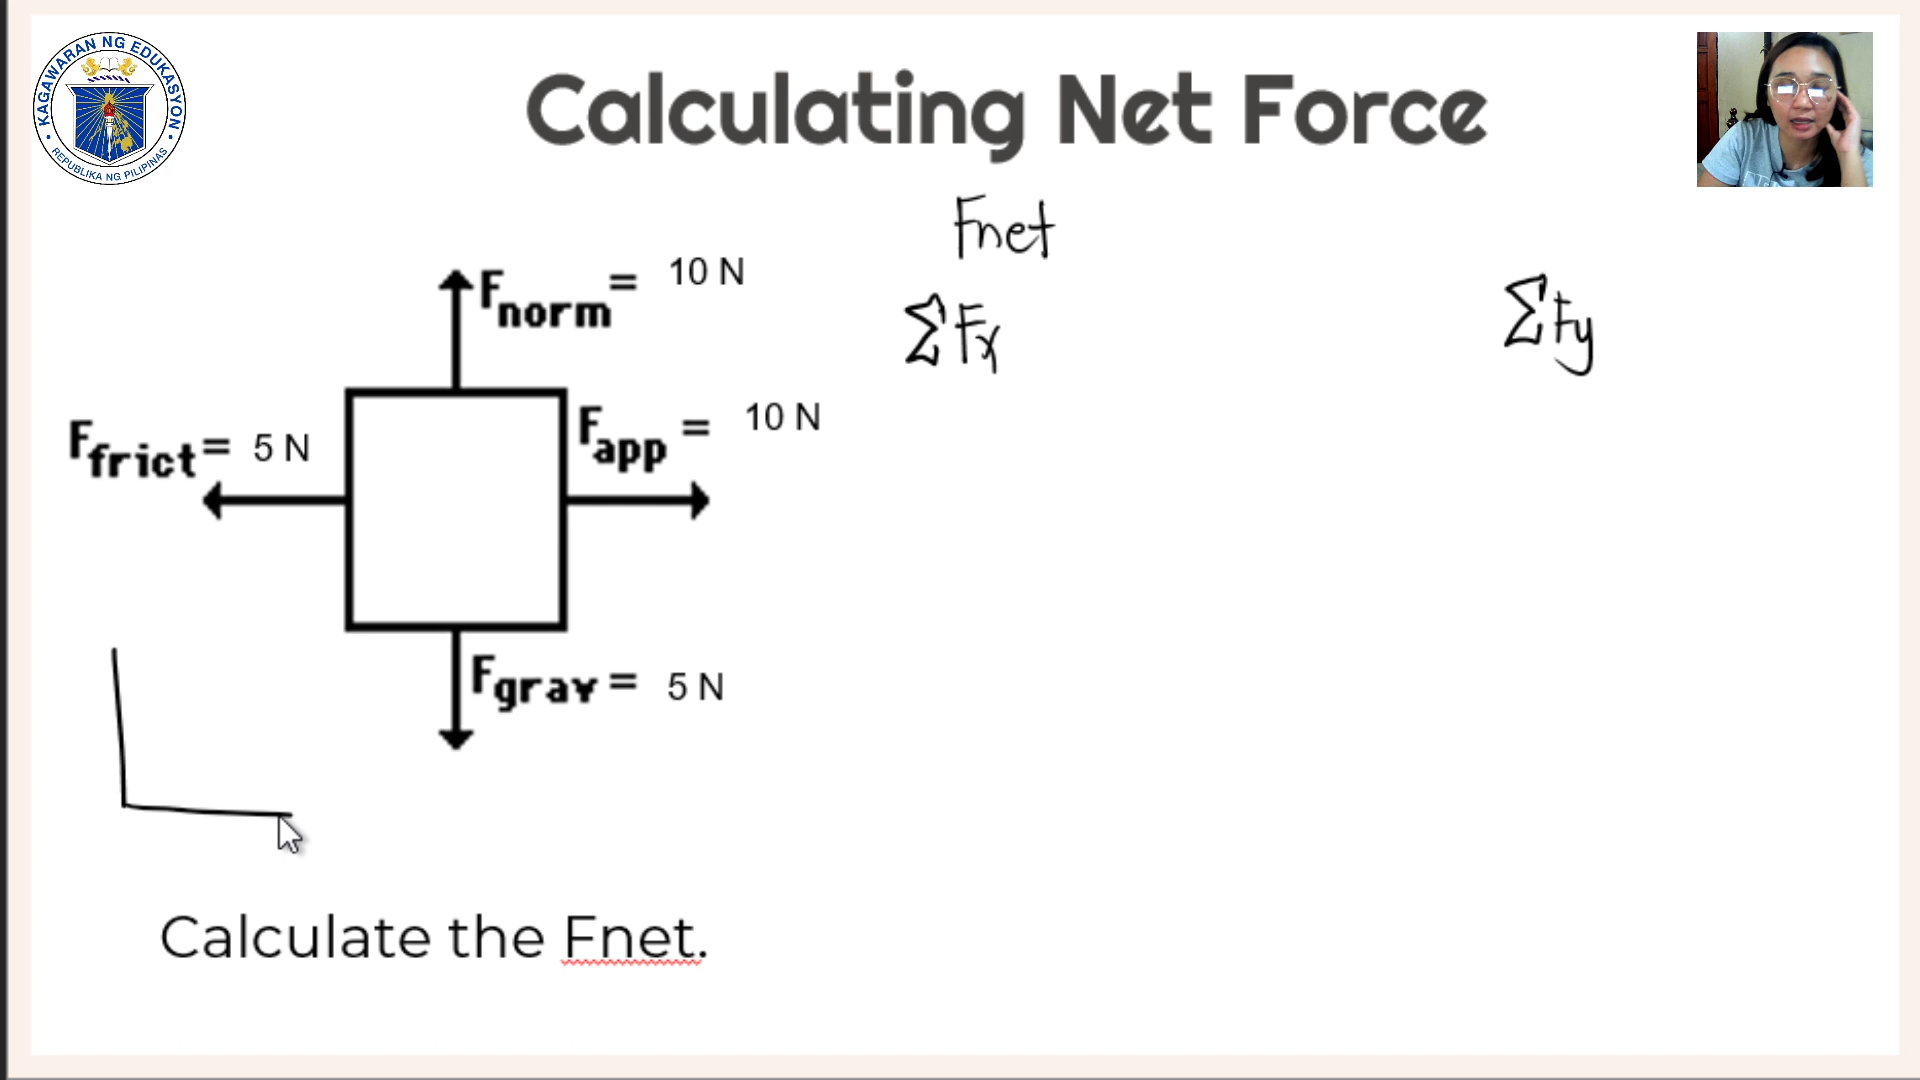 KAGAWARAN NG EDUKASYON
REPUBLIKA NG PILIPINAS
Calculating Net Force
Fnet
Fnorm = 10 N
ΣFx
ΣFy
Ffrict = 5 N
Fapp = 10 N
Fgrav = 5 N
Calculate the Fnet.